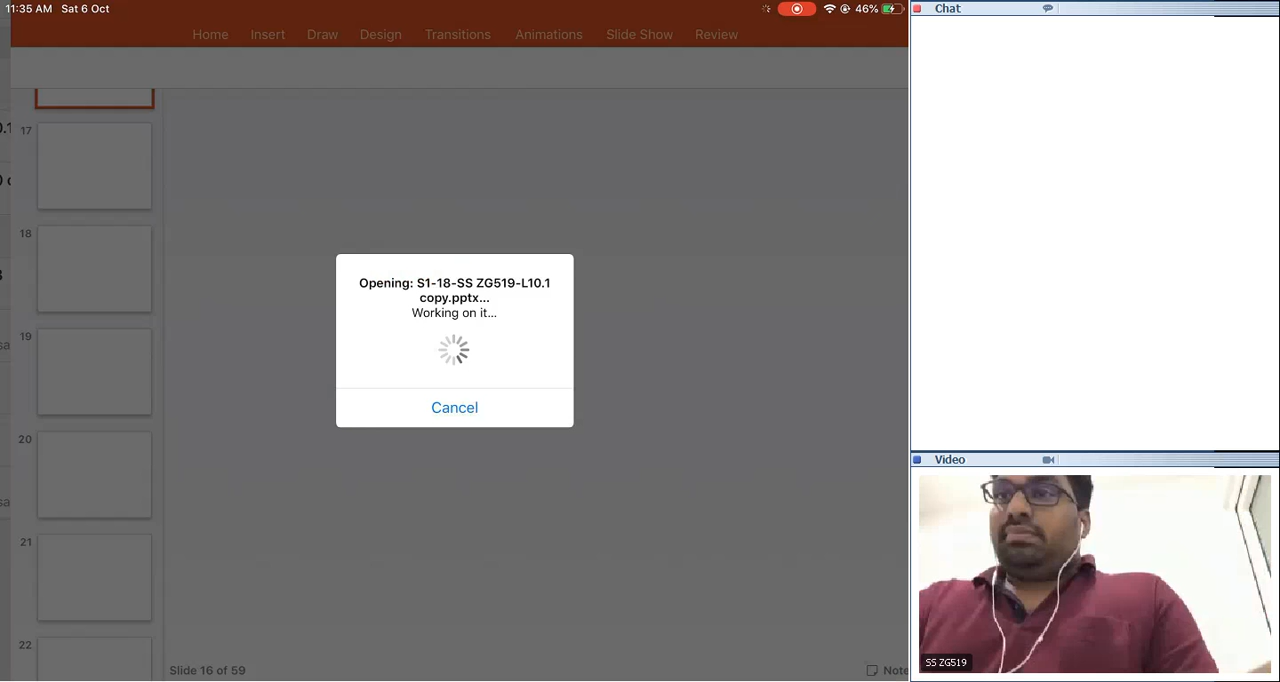 11:35 AM Sat 6 Oct
46%
Home Insert Draw Design Transitions Animations Slide Show Review
17
18
19
20
21
22
Opening: S1-18-SS ZG519-L10.1
copy.pptx...
Working on it...
Cancel
Slide 16 of 59
Note
Chat
Video
SS ZG519